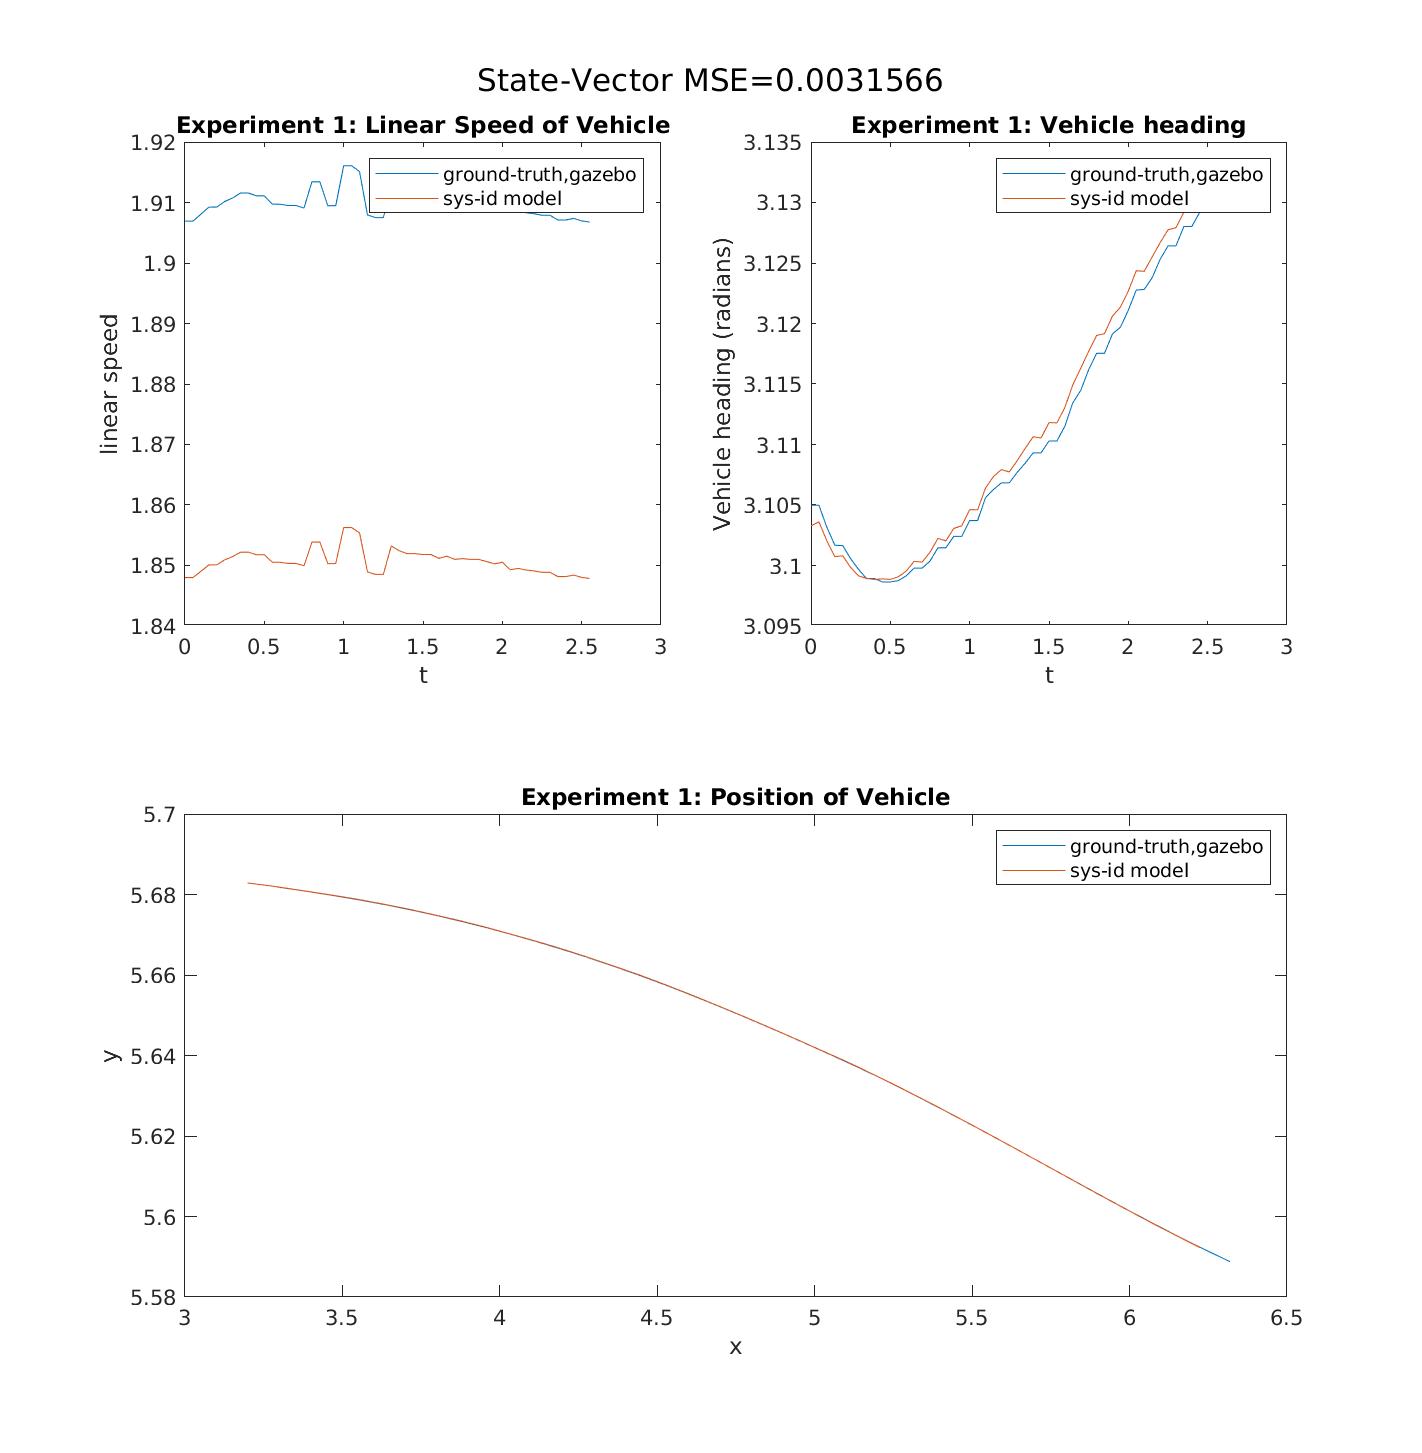 State-Vector MSE=0.0031566
Experiment 1: Linear Speed of Vehicle
1.92
1.91
1.9
1.89
1.88
1.87
1.86
1.85
1.84
linear speed
ground-truth,gazebo
sys-id model
0 0.5 1 1.5 2 2.5 3
t
Experiment 1: Vehicle heading
3.135
3.13
3.125
3.12
3.115
3.11
3.105
3.1
3.095
Vehicle heading (radians)
ground-truth,gazebo
sys-id model
0 0.5 1 1.5 2 2.5 3
t
Experiment 1: Position of Vehicle
5.7
5.68
5.66
5.64
5.62
5.6
5.58
y
ground-truth,gazebo
sys-id model
3 3.5 4 4.5 5 5.5 6 6.5
x